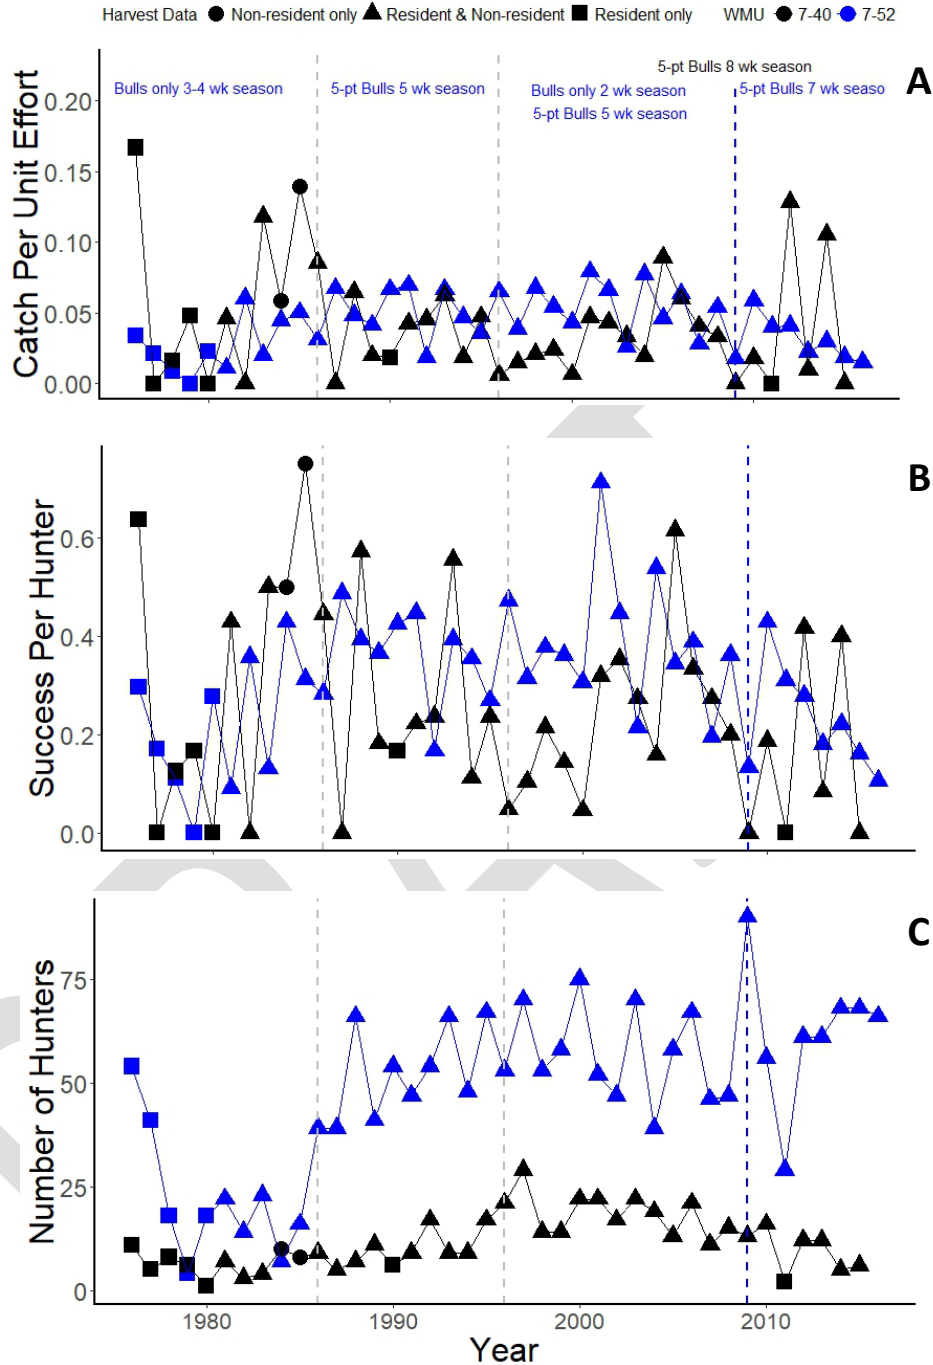 Harvest Data Non-resident only Resident & Non-resident Resident only WMU 7-40 7-52
A
5-pt Bulls 8 wk season
Bulls only 3-4 wk season 5-pt Bulls 5 wk season Bulls only 2 wk season 5-pt Bulls 7 wk seaso
5-pt Bulls 5 wk season
Catch Per Unit Effort
0.20
0.15
0.10
0.05
0.00
B
Success Per Hunter
0.6
0.4
0.2
0.0
C
Number of Hunters
75
50
25
0
1980 1990 2000 2010
Year